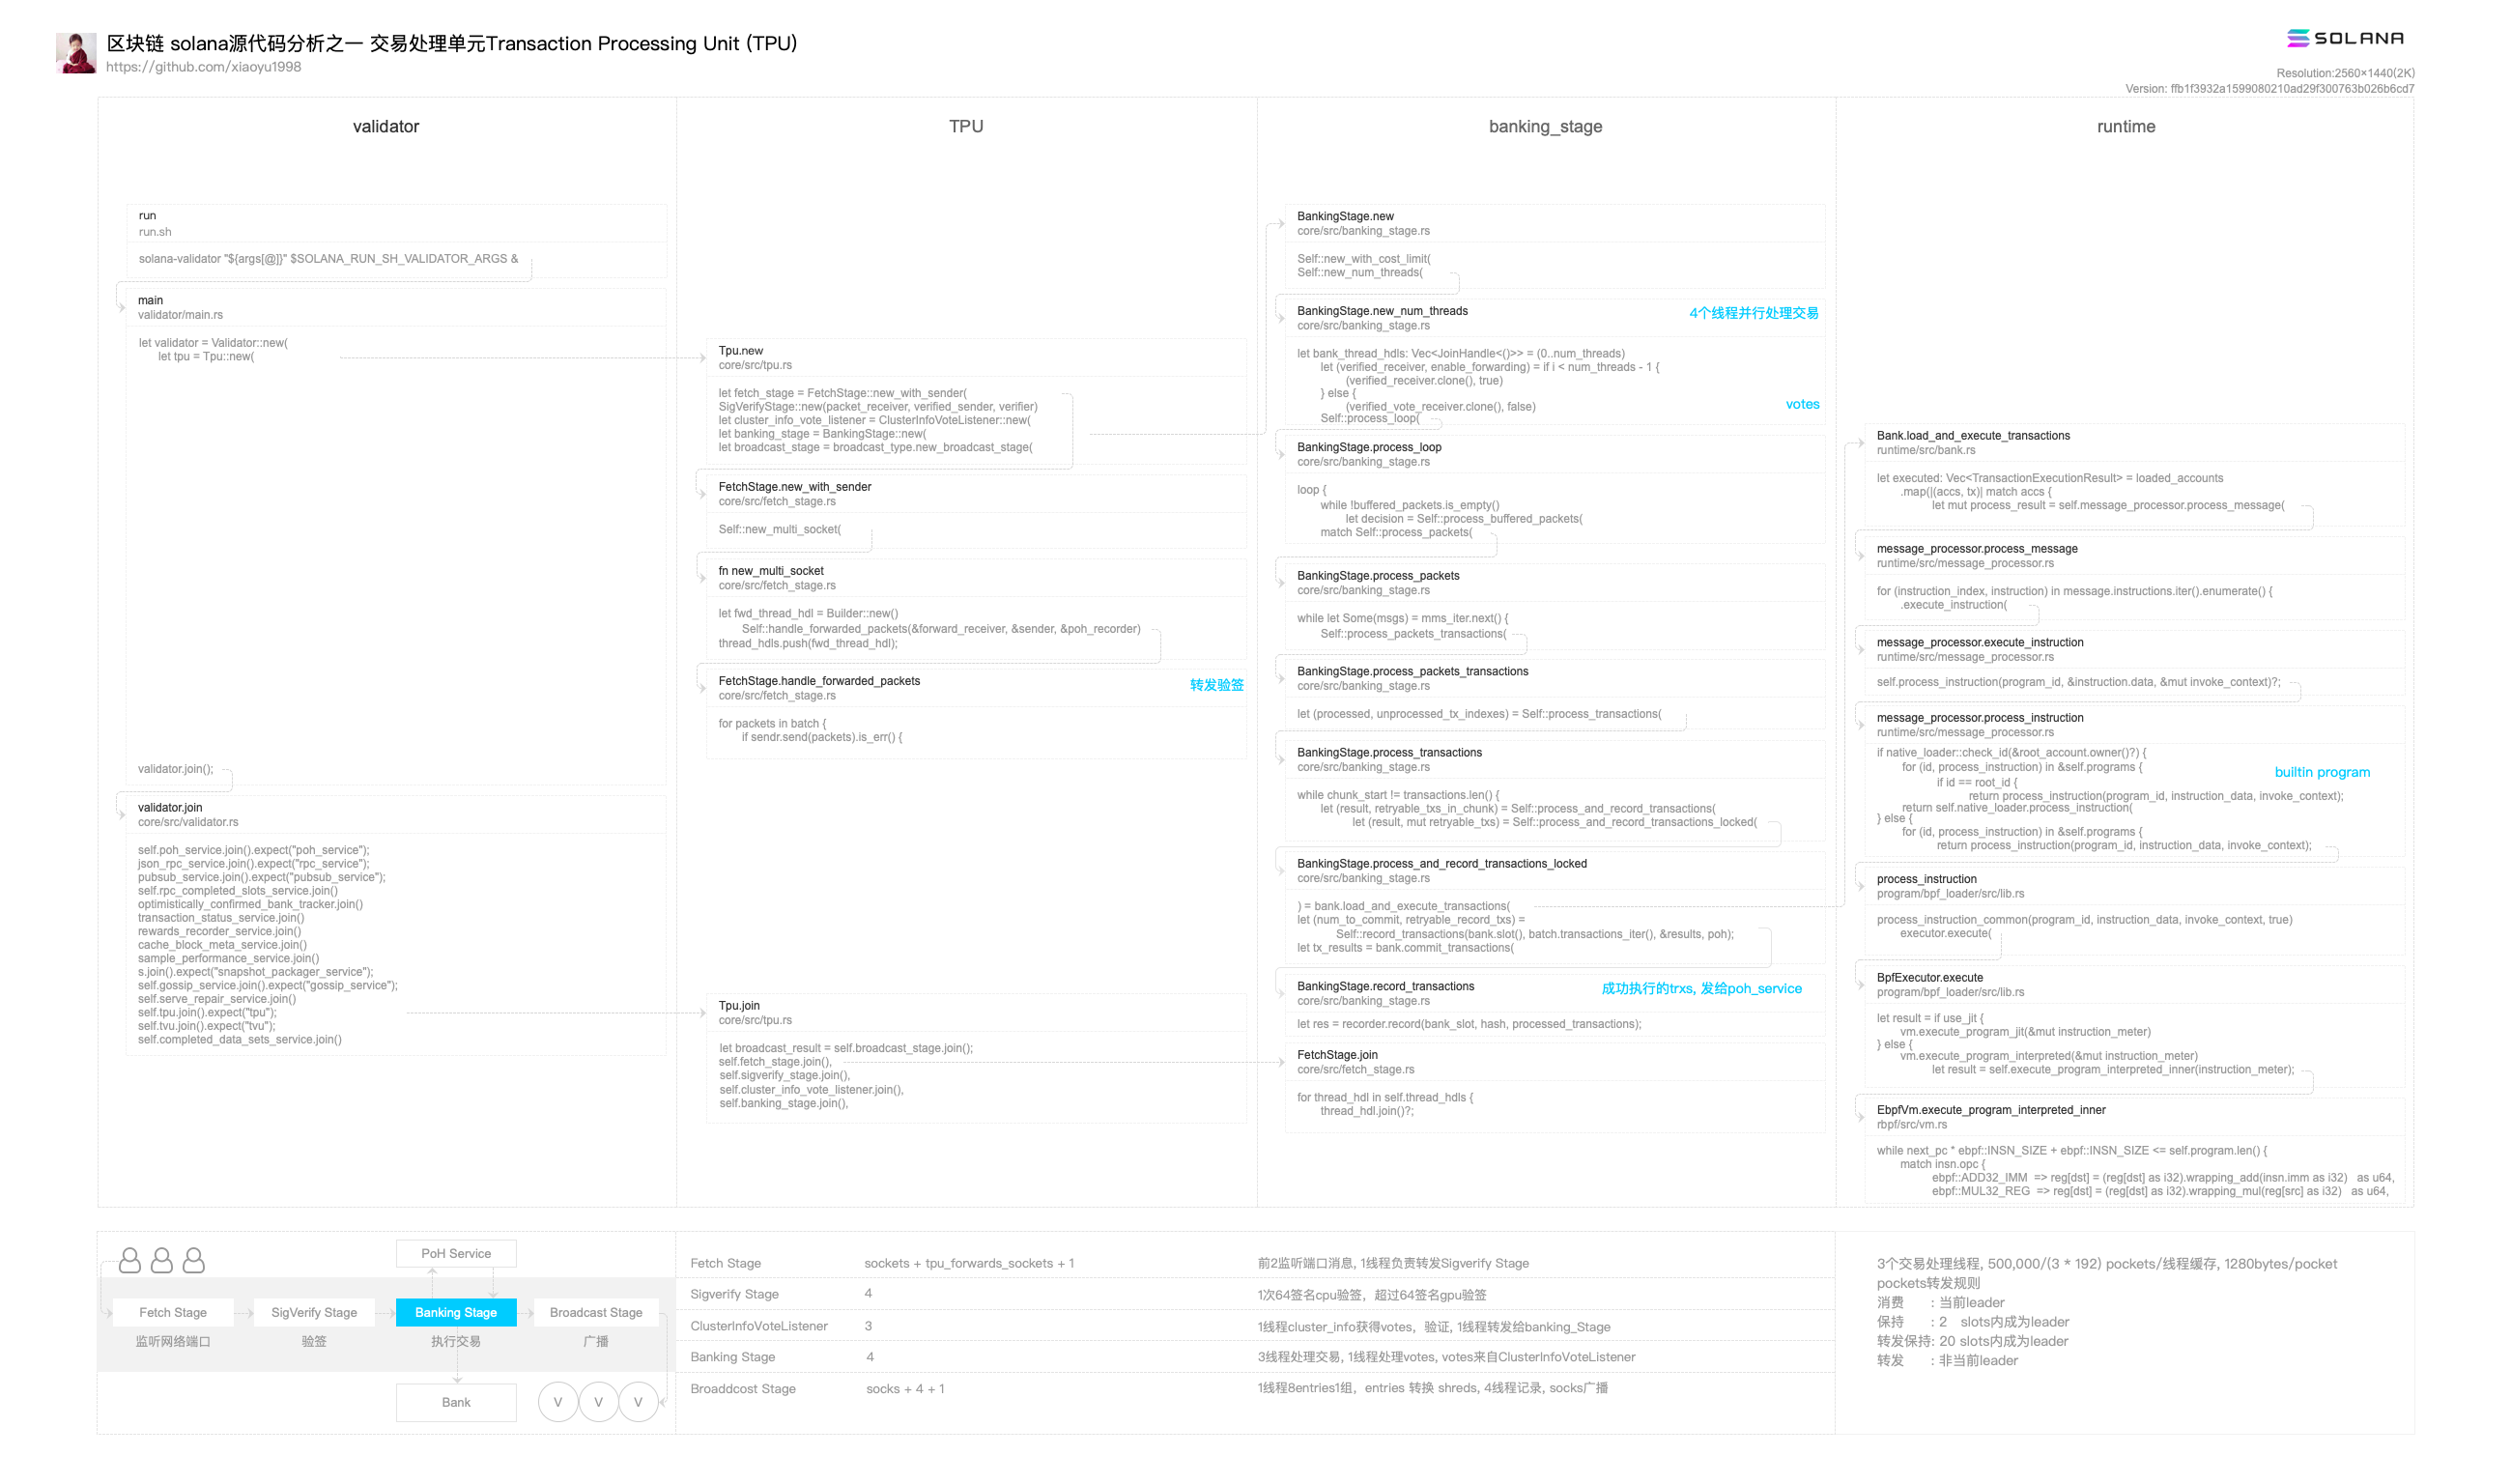 区块链 solana源代码分析之一 交易处理单元Transaction Processing Unit (TPU)
https://github.com/xiaoyu1998
SOLANA
Resolution:2560×1440(2K)
Version: ffb1f3932a1599080210ad29f300763b026b6cd7
validator
run
run.sh
solana-validator "${args[@]}" $SOLANA_RUN_SH_VALIDATOR_ARGS &
main
validator/main.rs
let validator = Validator::new(
let tpu = Tpu::new(
validator.join();
validator.join
core/src/validator.rs
self.poh_service.join().expect("poh_service");
json_rpc_service.join().expect("rpc_service");
pubsub_service.join().expect("pubsub_service");
self.rpc_completed_slots_service.join()
optimistically_confirmed_bank_tracker.join()
transaction_status_service.join()
rewards_recorder_service.join()
cache_block_meta_service.join()
sample_performance_service.join()
s.join().expect("snapshot_packager_service");
self.gossip_service.join().expect("gossip_service");
self.serve_repair_service.join()
self.tpu.join().expect("tpu");
self.tvu.join().expect("tvu");
self.completed_data_sets_service.join()
TPU
Tpu.new
core/src/tpu.rs
let fetch_stage = FetchStage::new_with_sender(
SigVerifyStage::new(packet_receiver, verified_sender, verifier)
let cluster_info_vote_listener = ClusterInfoVoteListener::new(
let banking_stage = BankingStage::new(
let broadcast_stage = broadcast_type.new_broadcast_stage(
FetchStage.new_with_sender
core/src/fetch_stage.rs
Self::new_multi_socket(
fn new_multi_socket
core/src/fetch_stage.rs
let fwd_thread_hdl = Builder::new()
Self::handle_forwarded_packets(&forward_receiver, &sender, &poh_recorder)
thread_hdls.push(fwd_thread_hdl);
FetchStage.handle_forwarded_packets
转发验签
core/src/fetch_stage.rs
for packets in batch {
if sendr.send(packets).is_err() {
Tpu.join
core/src/tpu.rs
let broadcast_result = self.broadcast_stage.join();
self.fetch_stage.join(),
self.sigverify_stage.join(),
self.cluster_info_vote_listener.join(),
self.banking_stage.join(),
banking_stage
BankingStage.new
core/src/banking_stage.rs
Self::new_with_cost_limit(
Self::new_num_threads(
BankingStage.new_num_threads
4个线程并行处理交易
core/src/banking_stage.rs
let bank_thread_hdls: Vec<JoinHandle<()>> = (0..num_threads)
let (verified_receiver, enable_forwarding) = if i < num_threads - 1 {
(verified_receiver.clone(), true)
} else {
(verified_vote_receiver.clone(), false)
votes
Self::process_loop(
BankingStage.process_loop
core/src/banking_stage.rs
loop {
while !buffered_packets.is_empty()
let decision = Self::process_buffered_packets(
match Self::process_packets(
BankingStage.process_packets
core/src/banking_stage.rs
while let Some(msgs) = mms_iter.next() {
Self::process_packets_transactions(
BankingStage.process_packets_transactions
core/src/banking_stage.rs
let (processed, unprocessed_tx_indexes) = Self::process_transactions(
BankingStage.process_transactions
core/src/banking_stage.rs
while chunk_start != transactions.len() {
let (result, retryable_txs_in_chunk) = Self::process_and_record_transactions(
let (result, mut retryable_txs) = Self::process_and_record_transactions_locked(
BankingStage.process_and_record_transactions_locked
core/src/banking_stage.rs
) = bank.load_and_execute_transactions(
let (num_to_commit, retryable_record_txs) =
Self::record_transactions(bank.slot(), batch.transactions_iter(), &results, poh);
let tx_results = bank.commit_transactions(
BankingStage.record_transactions
成功执行的trxs, 发给poh_service
core/src/banking_stage.rs
let res = recorder.record(bank_slot, hash, processed_transactions);
FetchStage.join
core/src/fetch_stage.rs
for thread_hdl in self.thread_hdls {
thread_hdl.join()?;
runtime
Bank.load_and_execute_transactions
runtime/src/bank.rs
let executed: Vec<TransactionExecutionResult> = loaded_accounts
.map(|(accs, tx)| match accs {
let mut process_result = self.message_processor.process_message(
message_processor.process_message
runtime/src/message_processor.rs
for (instruction_index, instruction) in message.instructions.iter().enumerate() {
.execute_instruction(
message_processor.execute_instruction
runtime/src/message_processor.rs
self.process_instruction(program_id, &instruction.data, &mut invoke_context)?;
message_processor.process_instruction
runtime/src/message_processor.rs
if native_loader::check_id(&root_account.owner()?) {
for (id, process_instruction) in &self.programs {
builtin program
if id == root_id {
return process_instruction(program_id, instruction_data, invoke_context);
return self.native_loader.process_instruction(
} else {
for (id, process_instruction) in &self.programs {
return process_instruction(program_id, instruction_data, invoke_context);
process_instruction
program/bpf_loader/src/lib.rs
process_instruction_common(program_id, instruction_data, invoke_context, true)
executor.execute(
BpfExecutor.execute
program/bpf_loader/src/lib.rs
let result = if use_jit {
vm.execute_program_jit(&mut instruction_meter)
} else {
vm.execute_program_interpreted(&mut instruction_meter)
let result = self.execute_program_interpreted_inner(instruction_meter);
EbpfVm.execute_program_interpreted_inner
rbpf/src/vm.rs
while next_pc * ebpf::INSN_SIZE + ebpf::INSN_SIZE <= self.program.len() {
match insn.opc {
ebpf::ADD32_IMM => reg[dst] = (reg[dst] as i32).wrapping_add(insn.imm as i32) as u64,
ebpf::MUL32_REG => reg[dst] = (reg[dst] as i32).wrapping_mul(reg[src] as i32) as u64,
PoH Service
Fetch Stage
SigVerify Stage
Banking Stage
Broadcast Stage
监听网络端口
验签
执行交易
广播
Bank
V
V
V
Fetch Stage sockets + tpu_forwards_sockets + 1 前2监听端口消息, 1线程负责转发Sigverify Stage
Sigverify Stage 4 1次64签名cpu验签，超过64签名gpu验签
ClusterInfoVoteListener 3 1线程cluster_info获得votes，验证, 1线程转发给banking_Stage
Banking Stage 4 3线程处理交易, 1线程处理votes, votes来自ClusterInfoVoteListener
Broaddcost Stage socks + 4 + 1 1线程8entries1组，entries 转换 shreds, 4线程记录, socks广播
3个交易处理线程, 500,000/(3 * 192) pockets/线程缓存, 1280bytes/pocket
pockets转发规则
消费 : 当前leader
保持 : 2 slots内成为leader
转发保持: 20 slots内成为leader
转发 : 非当前leader